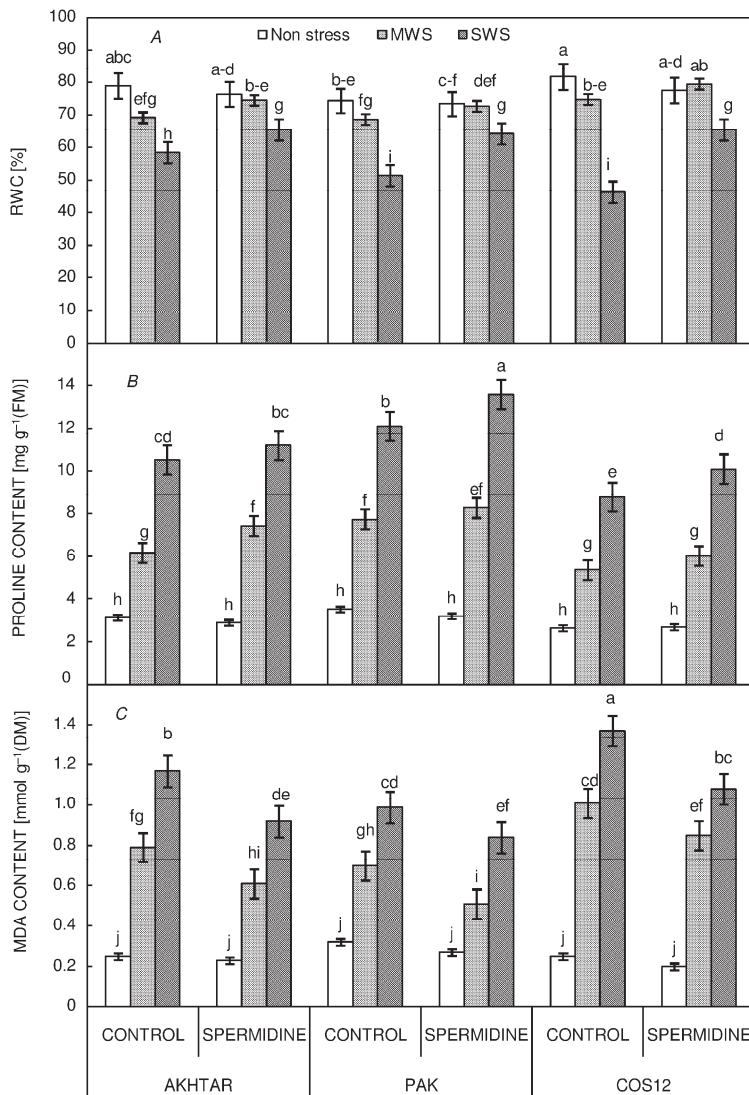 100
90
80
70
60
50
40
30
20
10
0
RWC [%]
A
Non stress MWS SWS
abc efg h a-d b-e g b-e fg i c-f def g a b-e i a-d ab g
14
12
10
8
6
4
2
0
PROLINE CONTENT [mg g⁻¹(FM)]
B
h g cd h f bc h f b h ef a h g e h g d
1.4
1.2
1.0
0.8
0.6
0.4
0.2
0
MDA CONTENT [mmol g⁻¹(DM)]
C
j fg b j hi de j gh cd j i ef j cd a j ef bc
CONTROL SPERMIDINE CONTROL SPERMIDINE CONTROL SPERMIDINE
AKHTAR PAK COS12